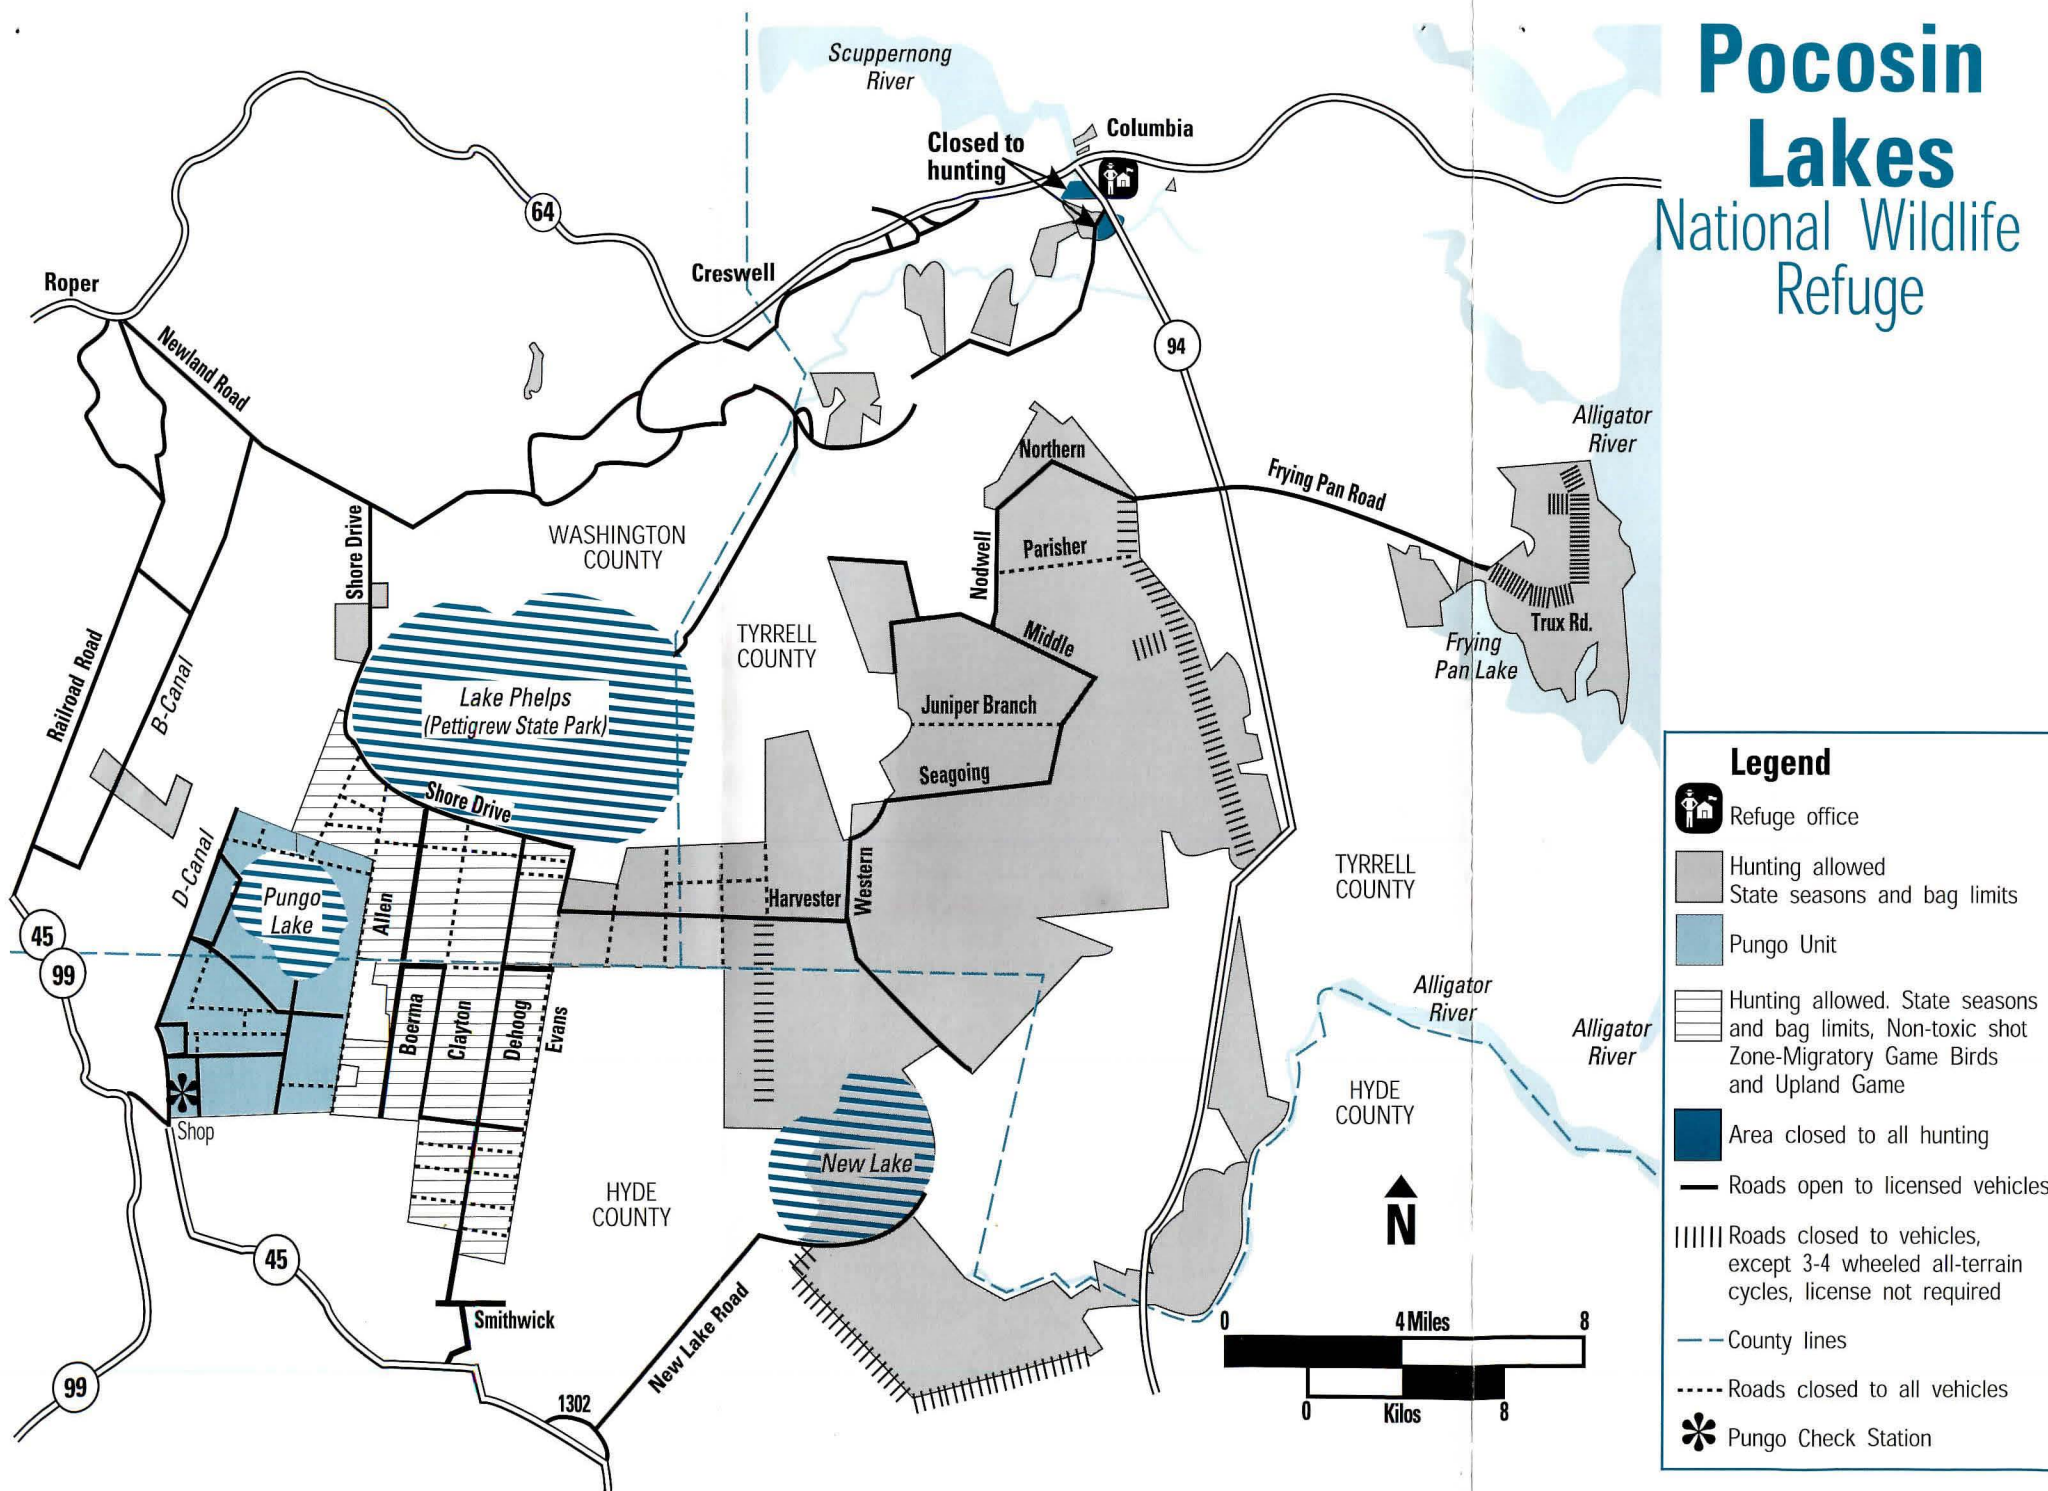 Pocosin
Lakes
National Wildlife
Refuge
Scuppernong
River
Columbia
Closed to
hunting
64
Creswell
Roper
Newland Road
94
Alligator
River
Northern
Frying Pan Road
Shore Drive
WASHINGTON
COUNTY
Nodwell
Parisher
Trux Rd.
Middle
Frying
Pan Lake
TYRRELL
COUNTY
Railroad Road
B-Canal
Lake Phelps
(Pettigrew State Park)
Juniper Branch
Seagoing
Shore Drive
D-Canal
Pungo
Lake
Allen
Harvester
Western
TYRRELL
COUNTY
45
99
Boerma
Clayton
Dehoog
Evans
Alligator
River
Alligator
River
HYDE
COUNTY
Shop
New Lake
HYDE
COUNTY
N
45
Smithwick
New Lake Road
99
1302
0
4 Miles
8
0
Kilos
8
Legend
Refuge office
Hunting allowed
State seasons and bag limits
Pungo Unit
Hunting allowed. State seasons
and bag limits, Non-toxic shot
Zone-Migratory Game Birds
and Upland Game
Area closed to all hunting
Roads open to licensed vehicles
Roads closed to vehicles,
except 3-4 wheeled all-terrain
cycles, license not required
County lines
Roads closed to all vehicles
Pungo Check Station